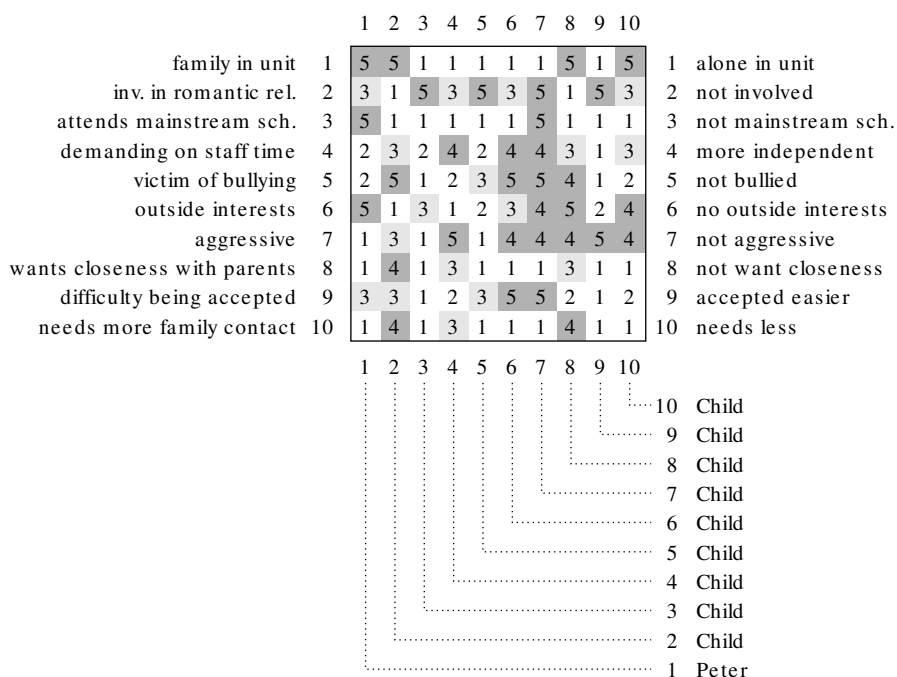 1 2 3 4 5 6 7 8 9 10
family in unit 1 5 5 1 1 1 1 1 5 1 5 1 alone in unit
inv. in romantic rel. 2 3 1 5 3 5 3 5 1 5 3 2 not involved
attends mainstream sch. 3 5 1 1 1 1 1 5 1 1 1 3 not mainstream sch.
demanding on staff time 4 2 3 2 4 2 4 4 3 1 3 4 more independent
victim of bullying 5 2 5 1 2 3 5 5 4 1 2 5 not bullied
outside interests 6 5 1 3 1 2 3 4 5 2 4 6 no outside interests
aggressive 7 1 3 1 5 1 4 4 4 5 4 7 not aggressive
wants closeness with parents 8 1 4 1 3 1 1 1 3 1 1 8 not want closeness
difficulty being accepted 9 3 3 1 2 3 5 5 2 1 2 9 accepted easier
needs more family contact 10 1 4 1 3 1 1 1 4 1 1 10 needs less
1 2 3 4 5 6 7 8 9 10
10 Child
9 Child
8 Child
7 Child
6 Child
5 Child
4 Child
3 Child
2 Child
1 Peter